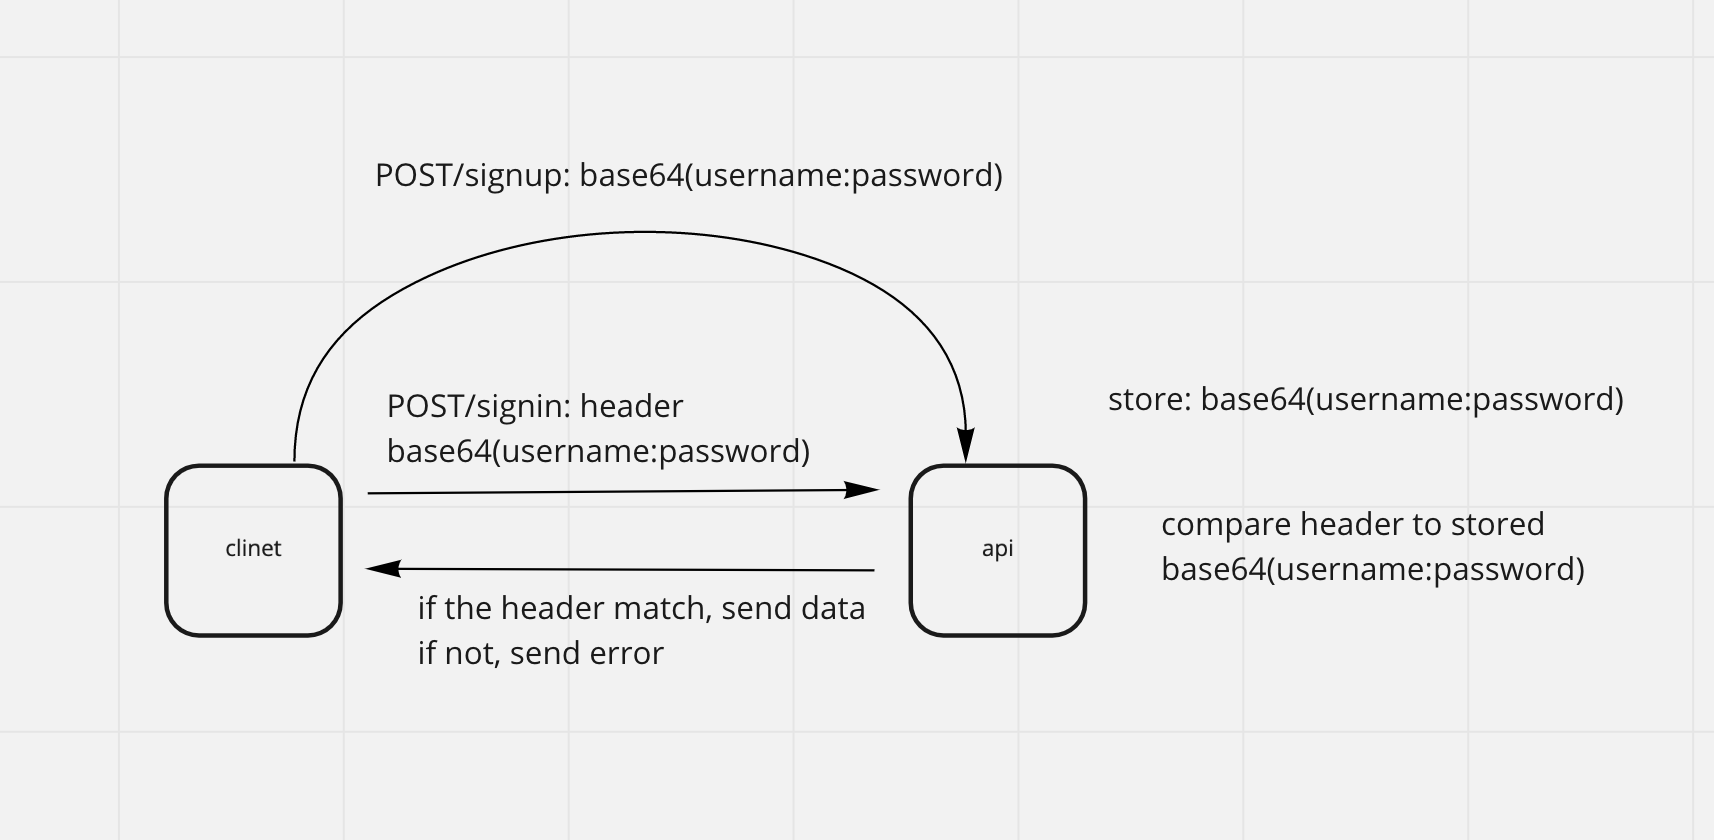 POST/signup: base64(username:password)
POST/signin: header
base64(username:password)
store: base64(username:password)
clinet
api
compare header to stored
base64(username:password)
if the header match, send data
if not, send error